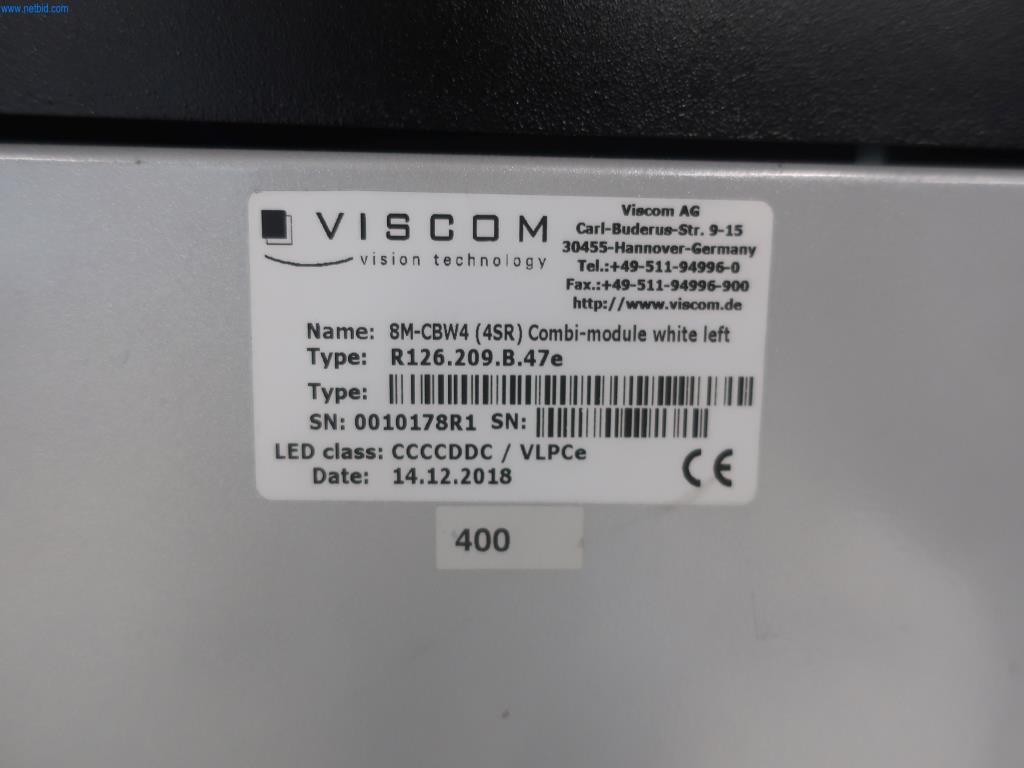 www.netbid.com
VISCOM
vision technology
Viscom AG
Carl-Buderus-Str. 9-15
30455-Hannover-Germany
Tel.:+49-511-94996-0
Fax.:+49-511-94996-900
http://www.viscom.de
Name: 8M-CBW4 (4SR) Combi-module white left
Type: R126.209.B.47e
Type:
SN: 0010178R1 SN:
LED class: CCCCDDC / VLPCe
Date: 14.12.2018
CE
400